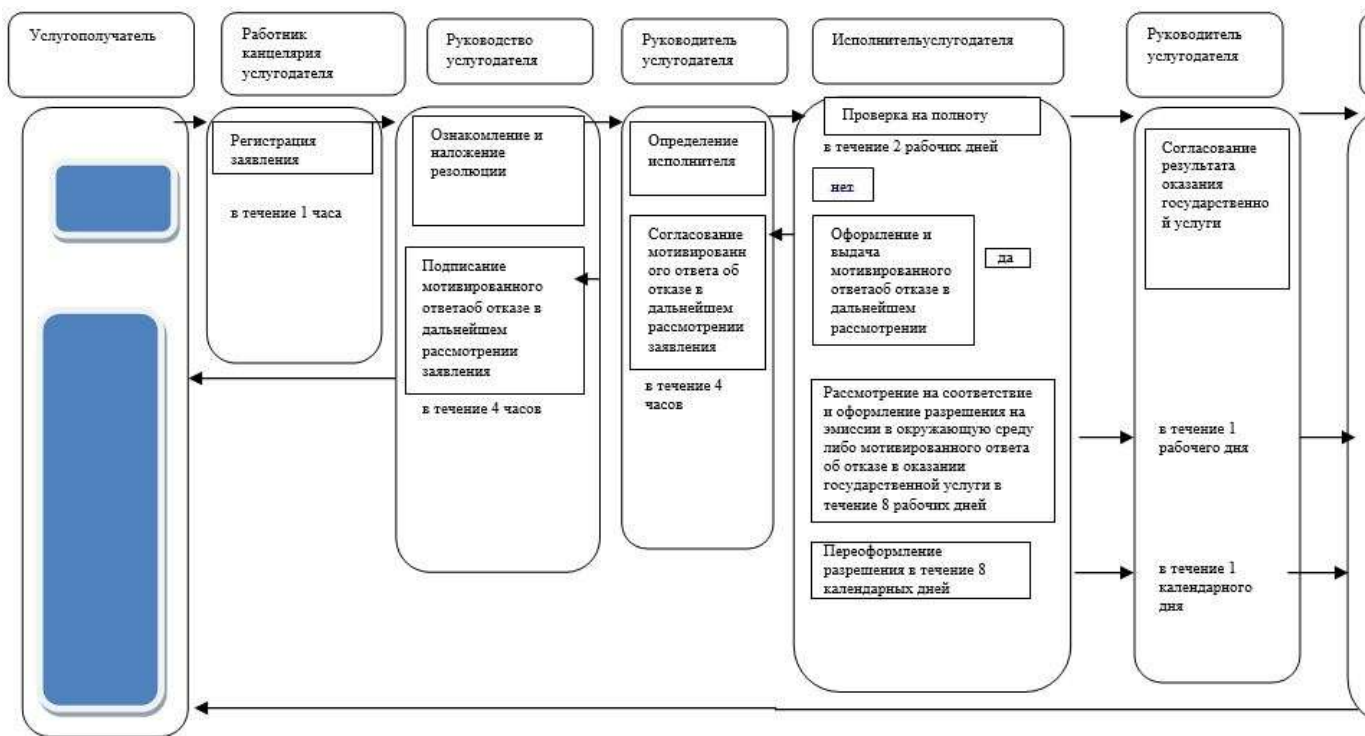 Услугополучатель
Работник
канцелярия
услугодателя
Руководство
услугодателя
Руководитель
услугодателя
Исполнительуслугодателя
Руководитель
услугодателя
Регистрация
заявления
в течение 1 часа
Ознакомление и
наложение
резолюции
Подписание
мотивированного
ответаоб отказе в
дальнейшем
рассмотрении
заявления
в течение 4 часов
Определение
исполнителя
Согласование
мотивированн
ого ответа об
отказе в
дальнейшем
рассмотрении
заявления
в течение 4
часов
Проверка на полноту
в течение 2 рабочих дней
нет
Оформление и
выдача
мотивированного
ответаоб отказе в
дальнейшем
рассмотрении
да
Рассмотрение на соответствие
и оформление разрешения на
эмиссии в окружающую среду
либо мотивированного ответа
об отказе в оказании
государственной услуги в
течение 8 рабочих дней
Переоформление
разрешения в течение 8
календарных дней
Согласование
результата
оказания
государственно
й услуги
в течение 1
рабочего дня
в течение 1
календарного
дня